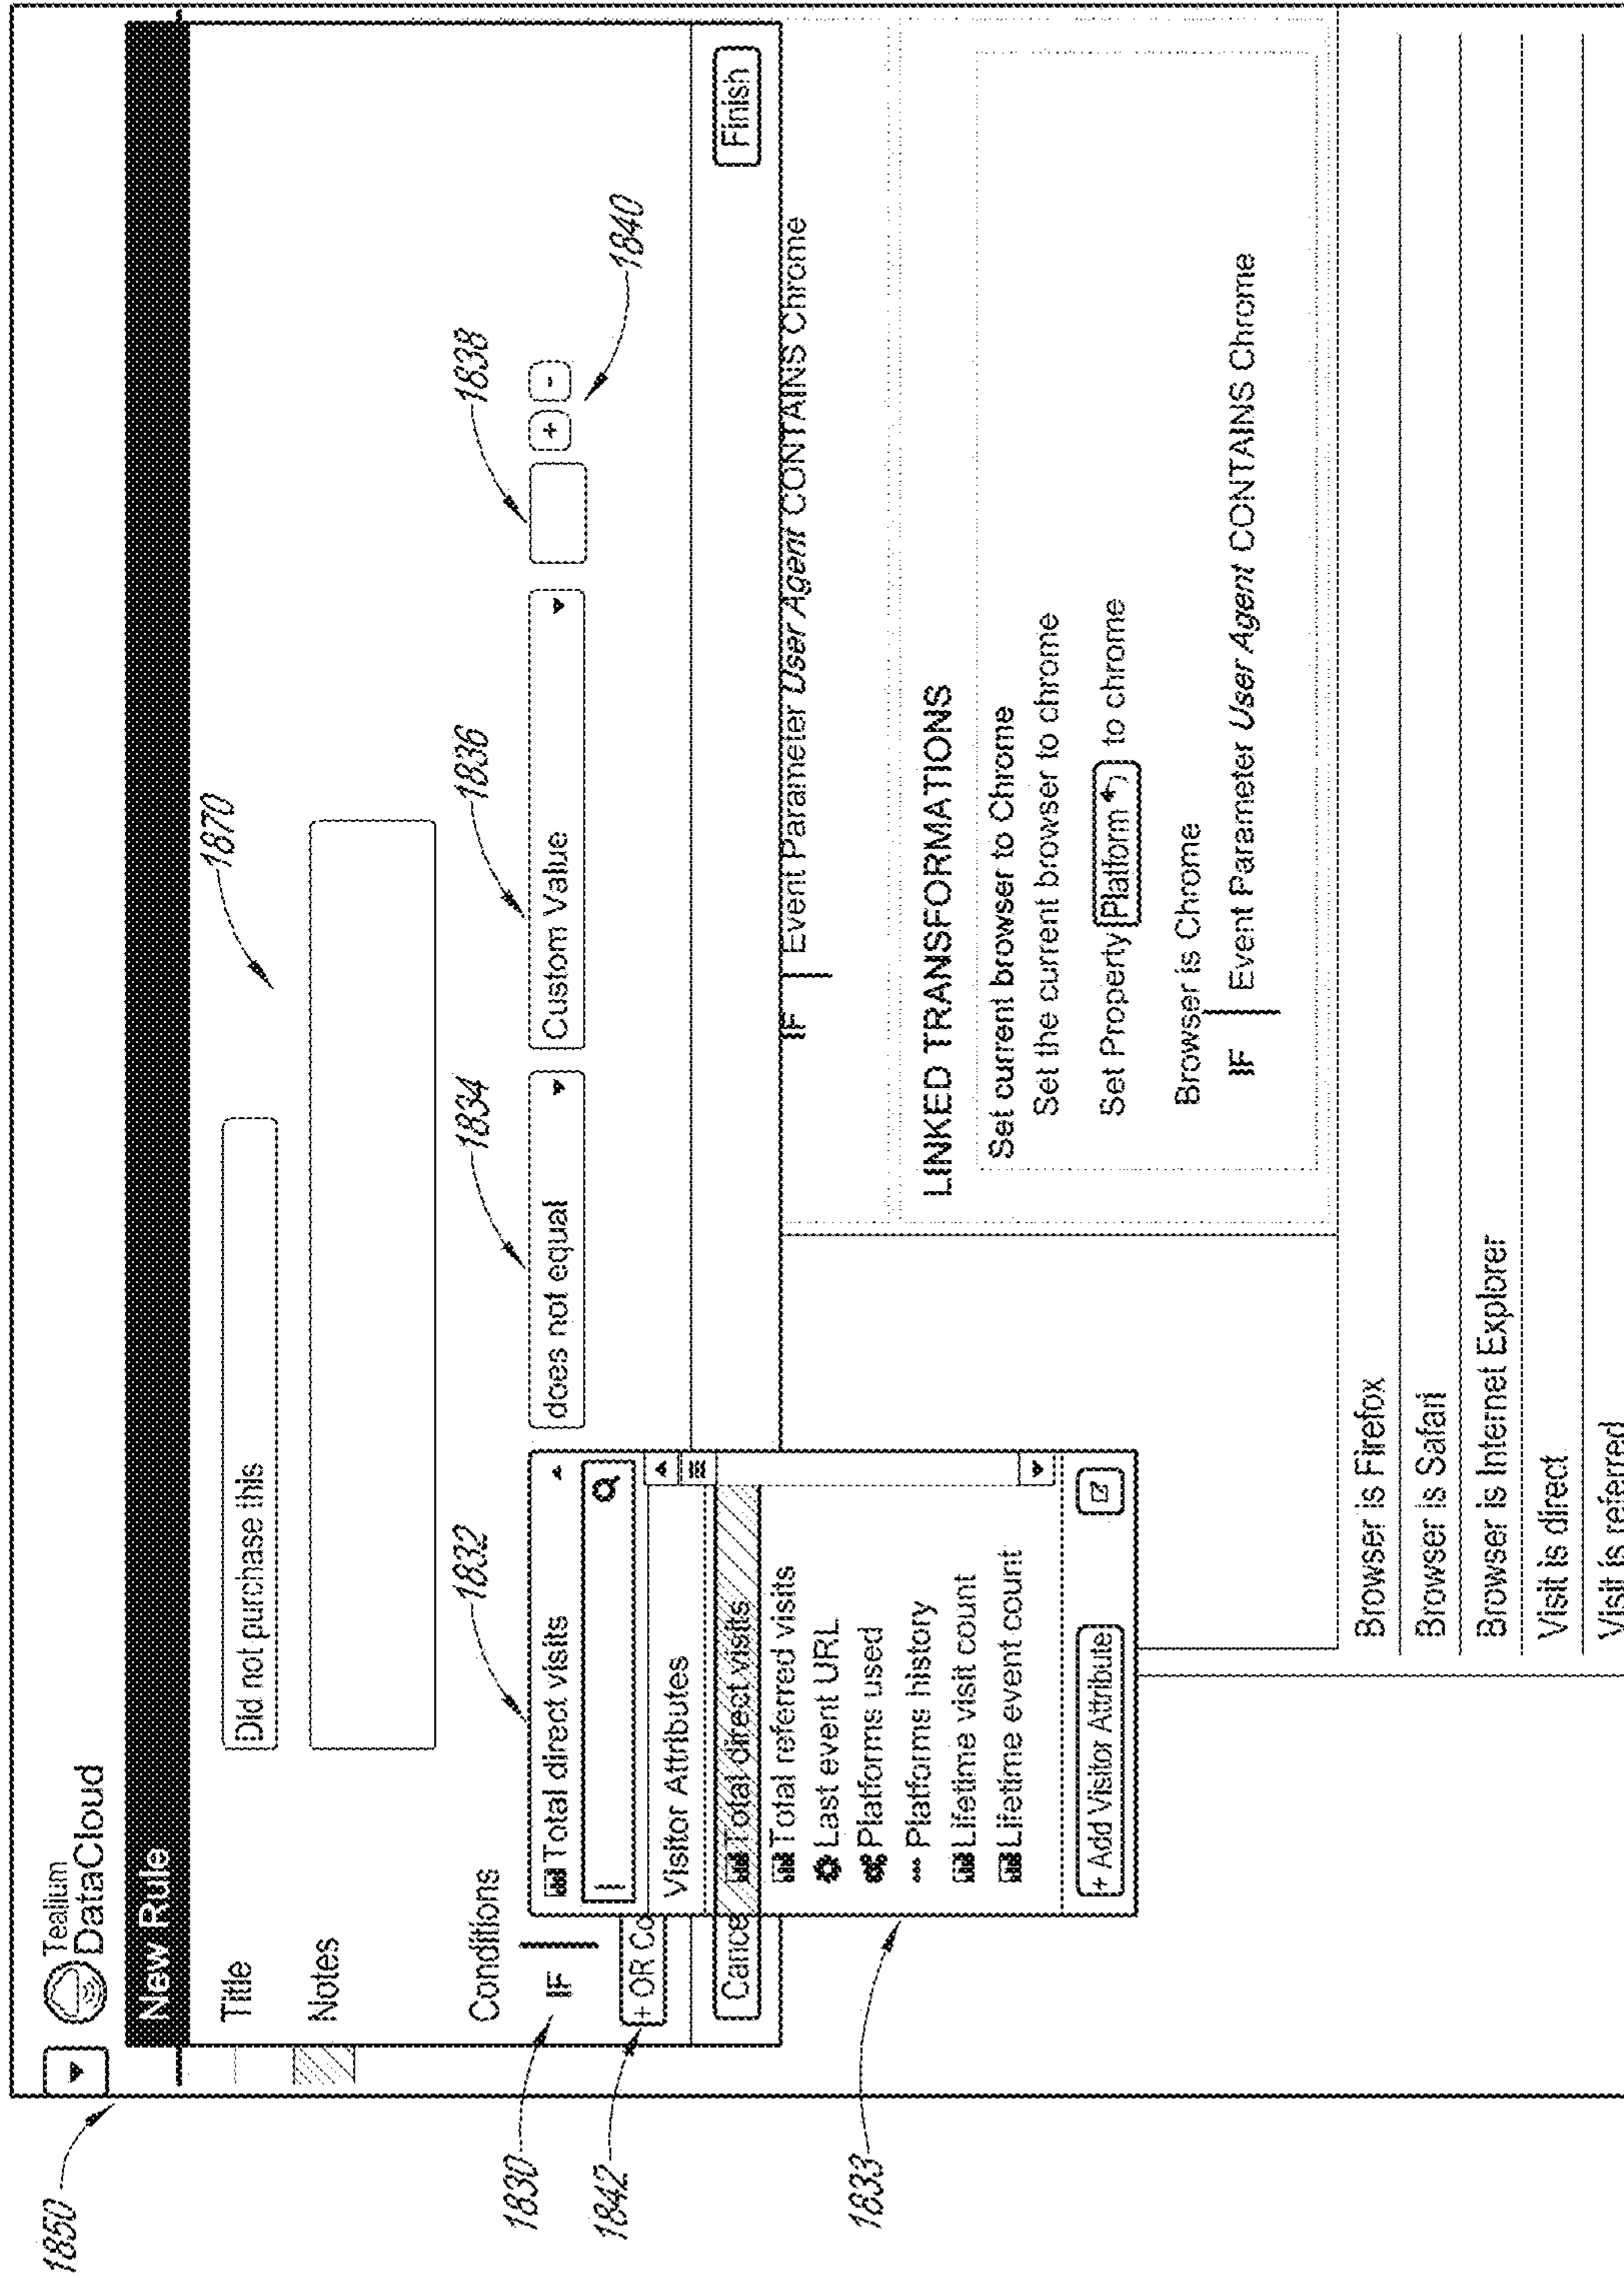 1850
Tealium
DataCloud
New Rule
1870
Title
Did not purchase this
Notes
1832
1834
1836
1838
Conditions
1830
IF
Total direct visits
does not equal
Custom Value
+
-
1840
1842
+ OR Co
Visitor Attributes
Cance
Total direct visits
Finish
Total referred visits
IF
Event Parameter User Agent CONTAINS Chrome
Last event URL
Platforms used
1833
Platforms history
LINKED TRANSFORMATIONS
Lifetime visit count
Set current browser to Chrome
Lifetime event count
Set the current browser to chrome
+ Add Visitor Attribute
Set Property Platform to chrome
Browser is Chrome
IF
Event Parameter User Agent CONTAINS Chrome
Browser is Firefox
Browser is Safari
Browser is Internet Explorer
Visit is direct
Visit is referred